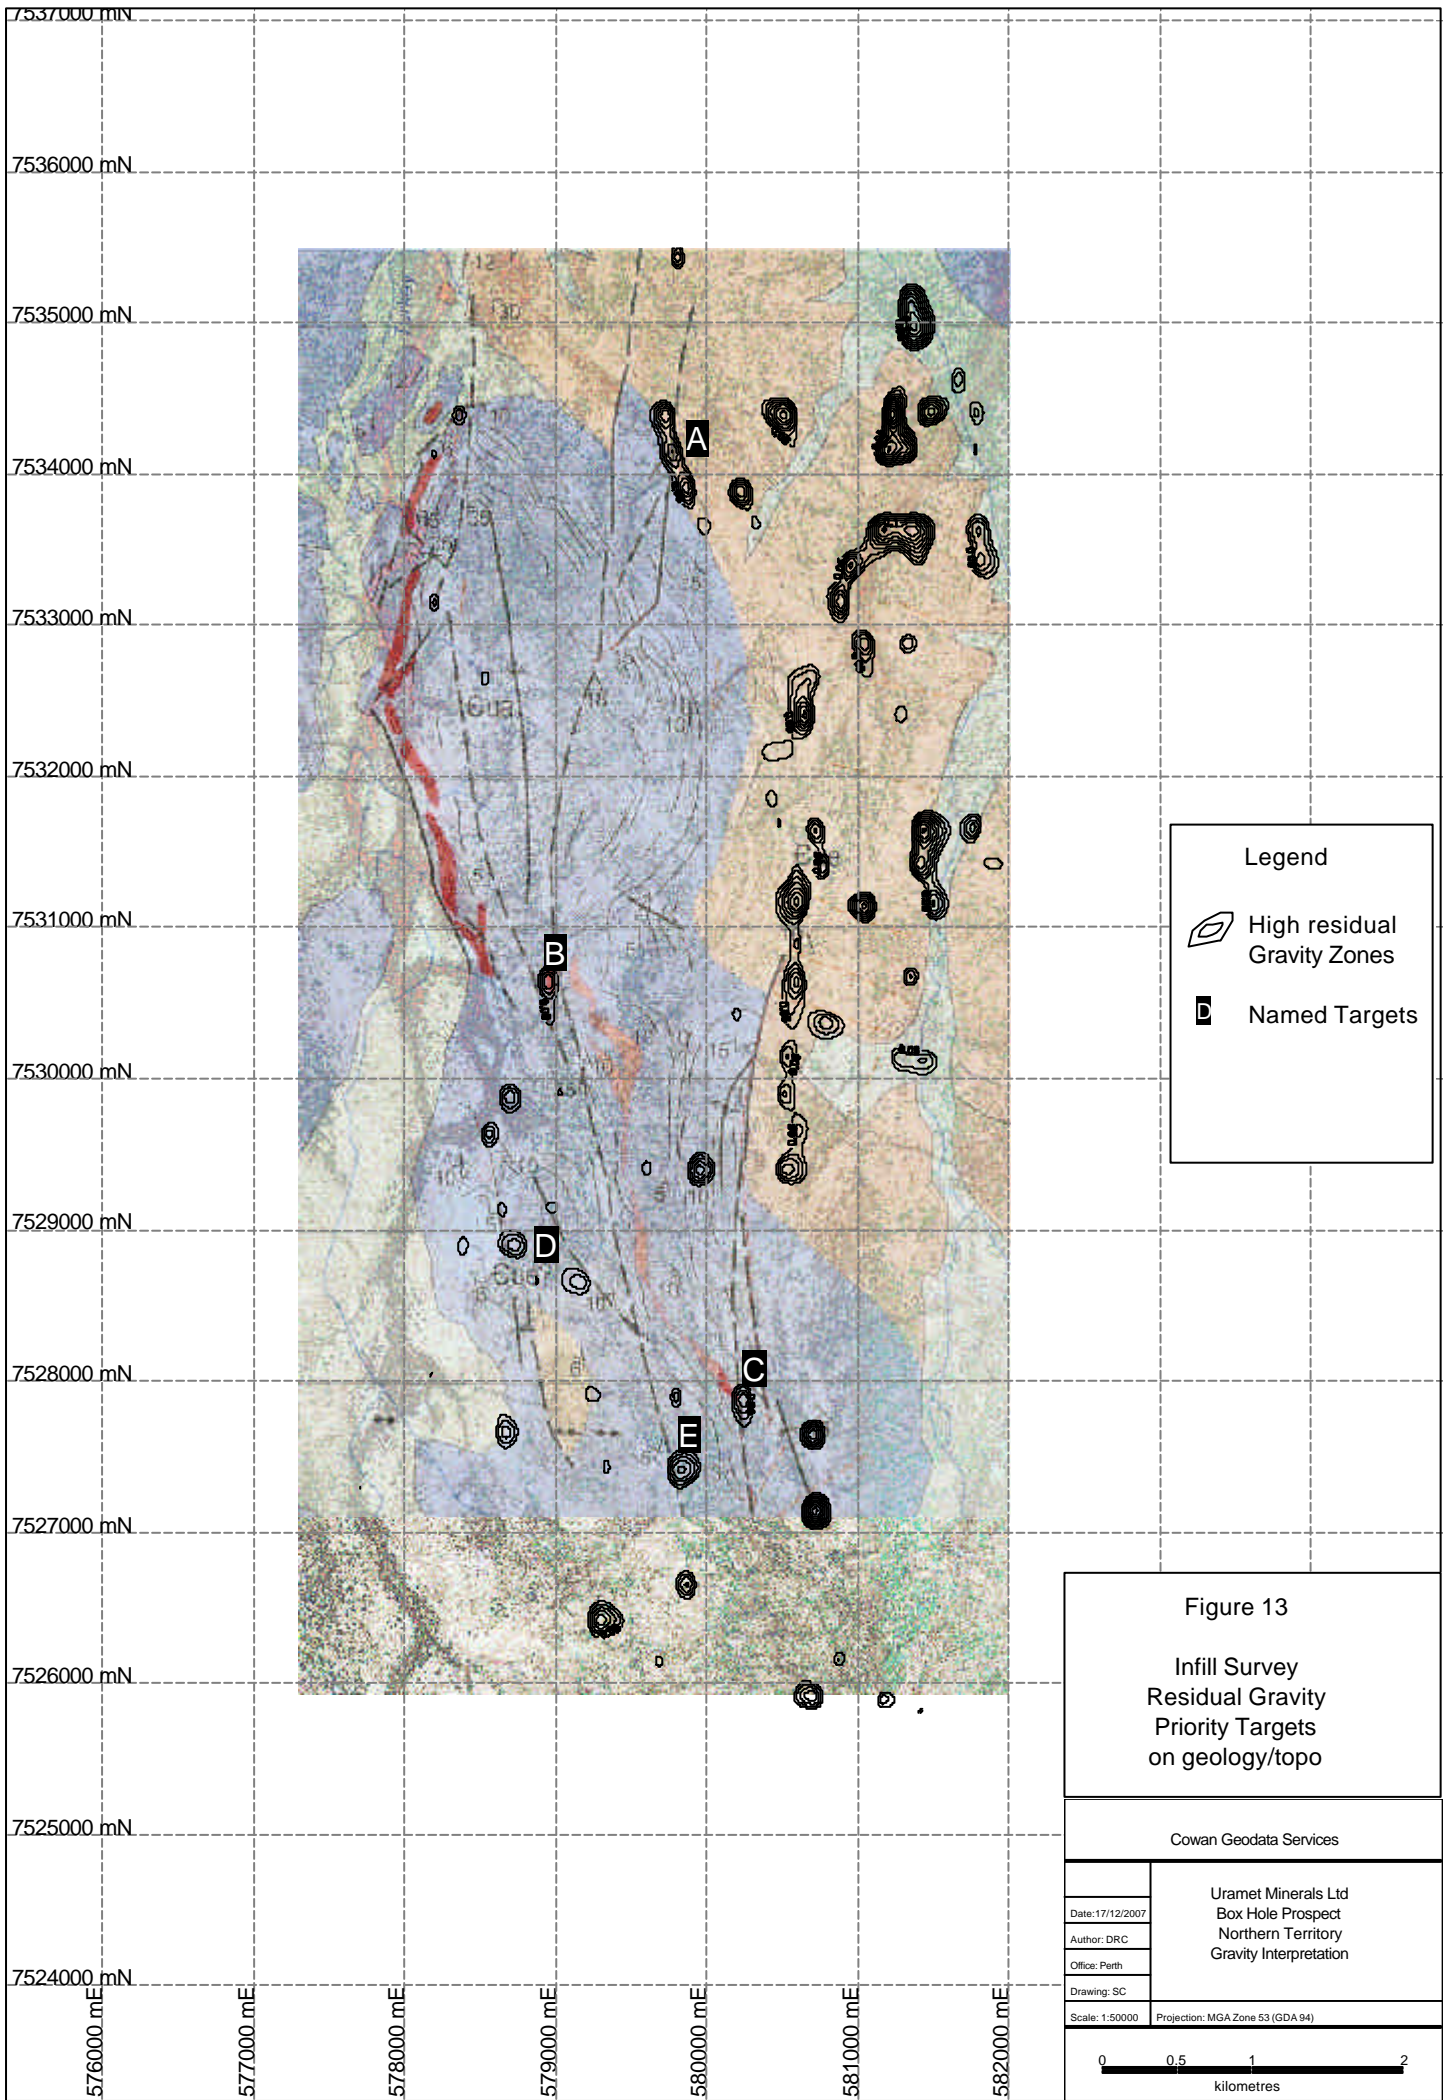 7537000 mN
7536000 mN
7535000 mN
7534000 mN
7533000 mN
7532000 mN
7531000 mN
7530000 mN
7529000 mN
7528000 mN
7527000 mN
7526000 mN
7525000 mN
7524000 mN
576000 mE
577000 mE
578000 mE
579000 mE
580000 mE
581000 mE
582000 mE
12
A
Cua
B
15
D
C
E
Legend
High residual
Gravity Zones
D
Named Targets
Figure 13
Infill Survey
Residual Gravity
Priority Targets
on geology/topo
Cowan Geodata Services
Uramet Minerals Ltd
Box Hole Prospect
Northern Territory
Gravity Interpretation
Date:17/12/2007
Author: DRC
Office: Perth
Drawing: SC
Scale: 1:50000
Projection: MGA Zone 53 (GDA 94)
0 0.5 1 2
kilometres